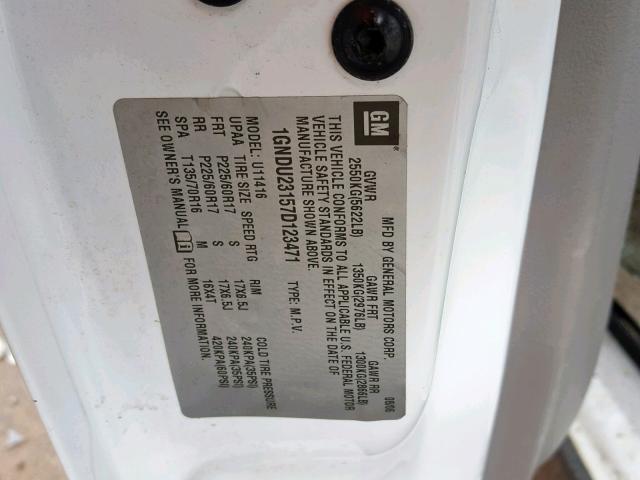 GM
MFD BY GENERAL MOTORS CORP. 08/06
GVWR GAWR FRT GAWR RR
2550KG(5622LB) 1350KG(2976LB) 1300KG(2866LB)
THIS VEHICLE CONFORMS TO ALL APPLICABLE U.S. FEDERAL MOTOR
VEHICLE SAFETY STANDARDS IN EFFECT ON THE DATE OF
MANUFACTURE SHOWN ABOVE.
1GNDU23157D123471 TYPE: M.P.V.
MODEL: U11416
UPAA TIRE SIZE SPEED RTG RIM COLD TIRE PRESSURE
FRT P225/60R17 S 17X6.5J 240KPA(35PSI)
RR P225/60R17 S 17X6.5J 240KPA(35PSI)
SPA T135/70R16 M 16X4T 420KPA(60PSI)
SEE OWNER'S MANUAL FOR MORE INFORMATION.